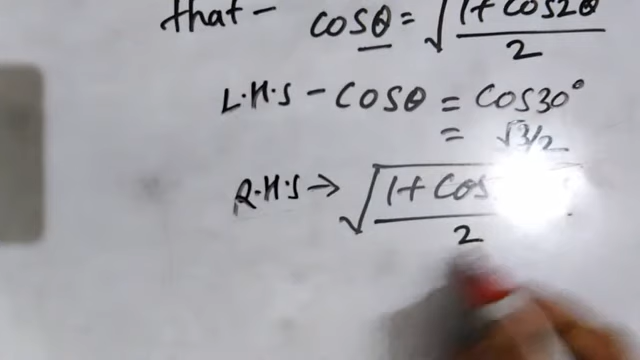 that - cosθ = √(1 + cos2θ)/2
L.H.S - cosθ = cos30°
= √3/2
R.H.S → √(1 + cos)/2